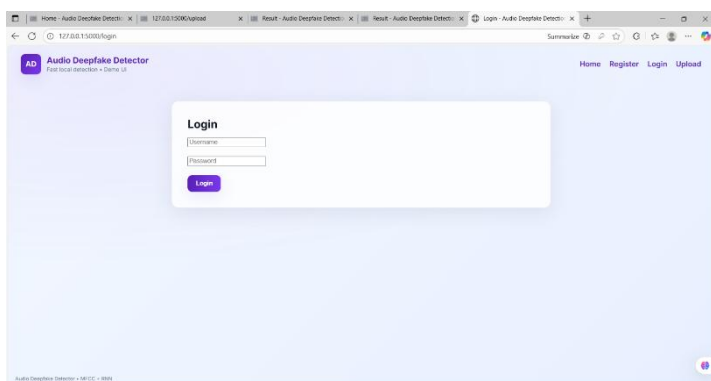 Home - Audio Deepfake Detectio
127.0.0.1:5000/upload
Result - Audio Deepfake Detectio
Result - Audio Deepfake Detectio
Login - Audio Deepfake Detectio
127.0.0.1:5000/login
Summarize
AD
Audio Deepfake Detector
Fast local detection • Demo UI
Home Register Login Upload
Login
Username
Password
Login
Audio Deepfake Detector • MFCC + RNN